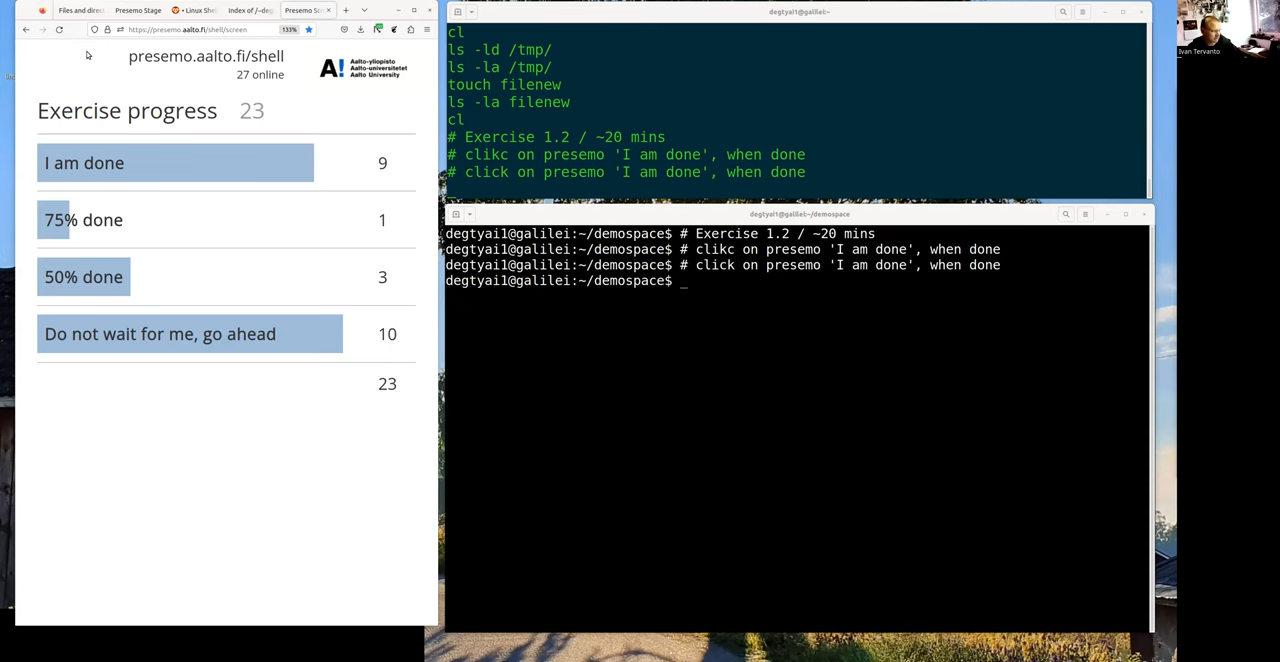 Files and direct
Presemo Stage
• Linux Shel
Index of /~deg
Presemo Sc
https://presemo.aalto.fi/shell/screen
133%
presemo.aalto.fi/shell
27 online
A!
Aalto-yliopisto
Aalto-universitetet
Aalto University
Exercise progress 23
I am done 9
75% done 1
50% done 3
Do not wait for me, go ahead 10
23
degtyai1@galilei:~
cl
ls -ld /tmp/
ls -la /tmp/
touch filenew
ls -la filenew
cl
# Exercise 1.2 / ~20 mins
# clikc on presemo 'I am done', when done
# click on presemo 'I am done', when done
degtyai1@galilei:~/demospace
degtyai1@galilei:~/demospace$ # Exercise 1.2 / ~20 mins
degtyai1@galilei:~/demospace$ # clikc on presemo 'I am done', when done
degtyai1@galilei:~/demospace$ # click on presemo 'I am done', when done
degtyai1@galilei:~/demospace$ _
Ivan Tervanto